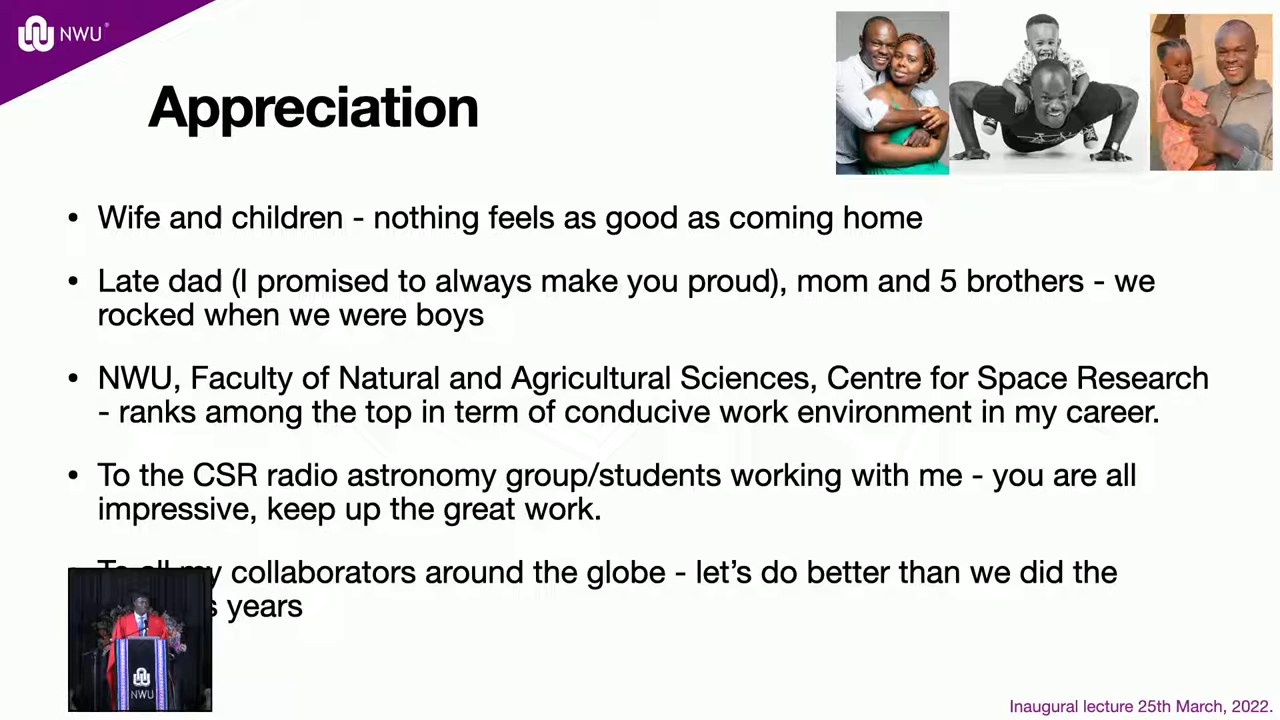 NWU
Appreciation
• Wife and children - nothing feels as good as coming home
• Late dad (I promised to always make you proud), mom and 5 brothers - we
rocked when we were boys
• NWU, Faculty of Natural and Agricultural Sciences, Centre for Space Research
- ranks among the top in term of conducive work environment in my career.
• To the CSR radio astronomy group/students working with me - you are all
impressive, keep up the great work.
To all my collaborators around the globe - let's do better than we did the
years
NWU
Inaugural lecture 25th March, 2022.